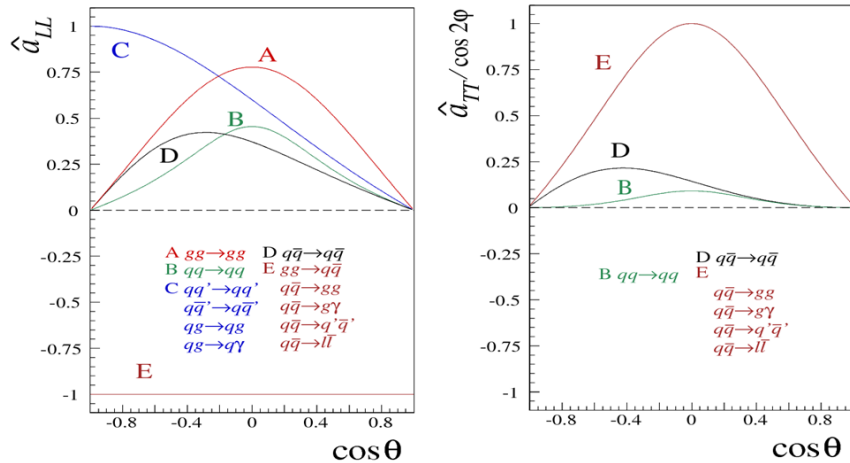 â_LL
1
0.75
0.5
0.25
0
-0.25
-0.5
-0.75
-1
C
A
B
D
E
A gg→gg D qq̄→qq̄
B qq→qq E gg→qq̄
C qq'→qq' qq̄→gg
qq̄'→qq̄' qq̄→gγ
qg→qg qq̄→q'q̄'
qg→qγ qq̄→ll̄
-0.8 -0.4 0 0.4 0.8
cosθ
â_TT/cos 2φ
1
0.75
0.5
0.25
0
-0.25
-0.5
-0.75
-1
E
D
B
D qq̄→qq̄
B qq→qq E
qq̄→gg
qq̄→gγ
qq̄→q'q̄'
qq̄→ll̄
-0.8 -0.4 0 0.4 0.8
cosθ